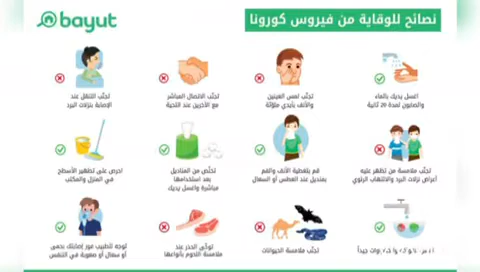 نصائح للوقاية من فيروس كورونا
bayut
اغسل يديك بالماء
والصابون لمدة 20 ثانية
تجنّب لمس العينين
والأنف بأيدي ملوّثة
تجنّب الاتصال المباشر
مع الآخرين عند التحية
تجنّب التنقل عند
الإصابة بنزلات البرد
تجنّب ملامسة من تظهر عليه
أعراض نزلات البرد والالتهاب الرئوي
قم بتغطية الأنف والفم
بمنديل عند العطس أو السعال
تخلّص من المناديل
بعد استخدامها
مباشرة واغسل يديك
احرص على تطهير الأسطح
في المنزل والمكتب
جيداً
تجنّب ملامسة الحيوانات
توخّى الحذر عند
ملامسة اللحوم بأنواعها
توجه للطبيب فور إصابتك بحمى
أو سعال أو صعوبة في التنفس